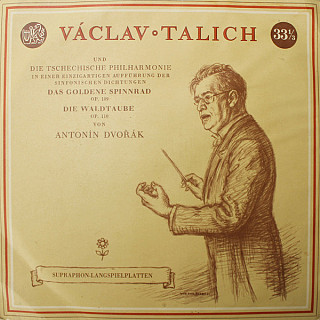 VÁCLAV·TALICH
33⅓
UND
DIE TSCHECHISCHE PHILHARMONIE
IN EINER EINZIGARTIGEN AUFFÜHRUNG DER
SINFONISCHEN DICHTUNGEN
DAS GOLDENE SPINNRAD
OP. 109
DIE WALDTAUBE
OP. 110
VON
ANTONÍN DVOŘÁK
SUPRAPHON-LANGSPIELPLATTEN